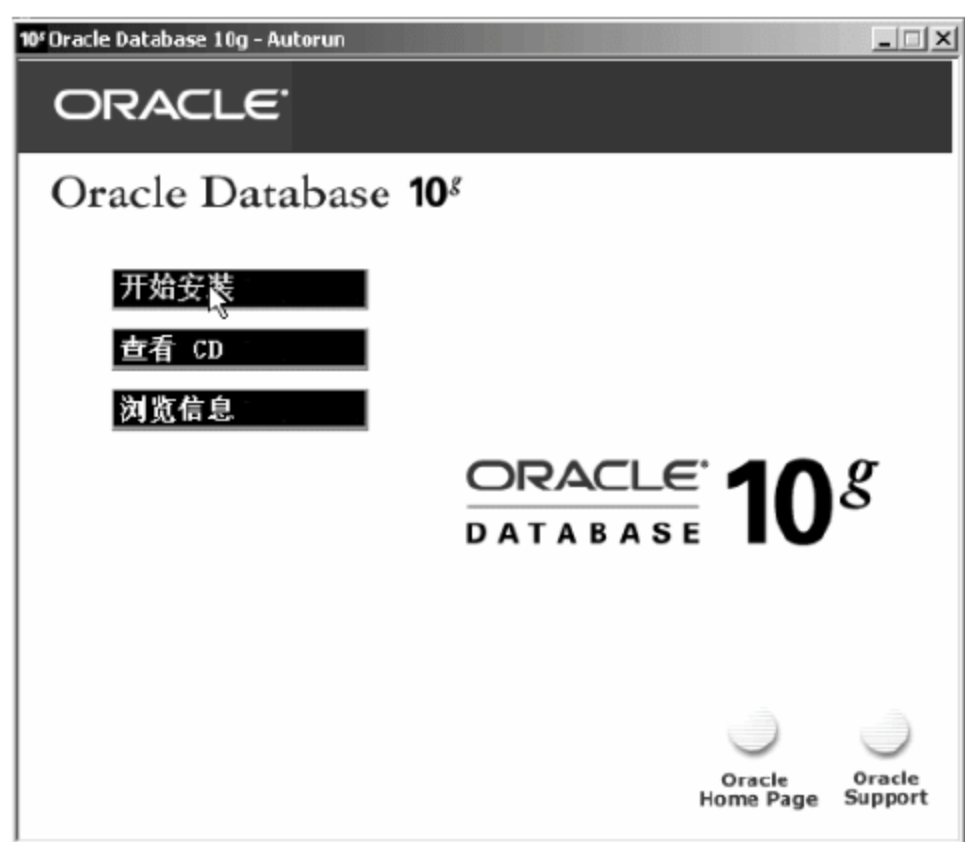 10g Oracle Database 10g - Autorun
ORACLE
Oracle Database 10g
开始安装
查看 CD
浏览信息
ORACLE
DATABASE 10g
Oracle Home Page
Oracle Support